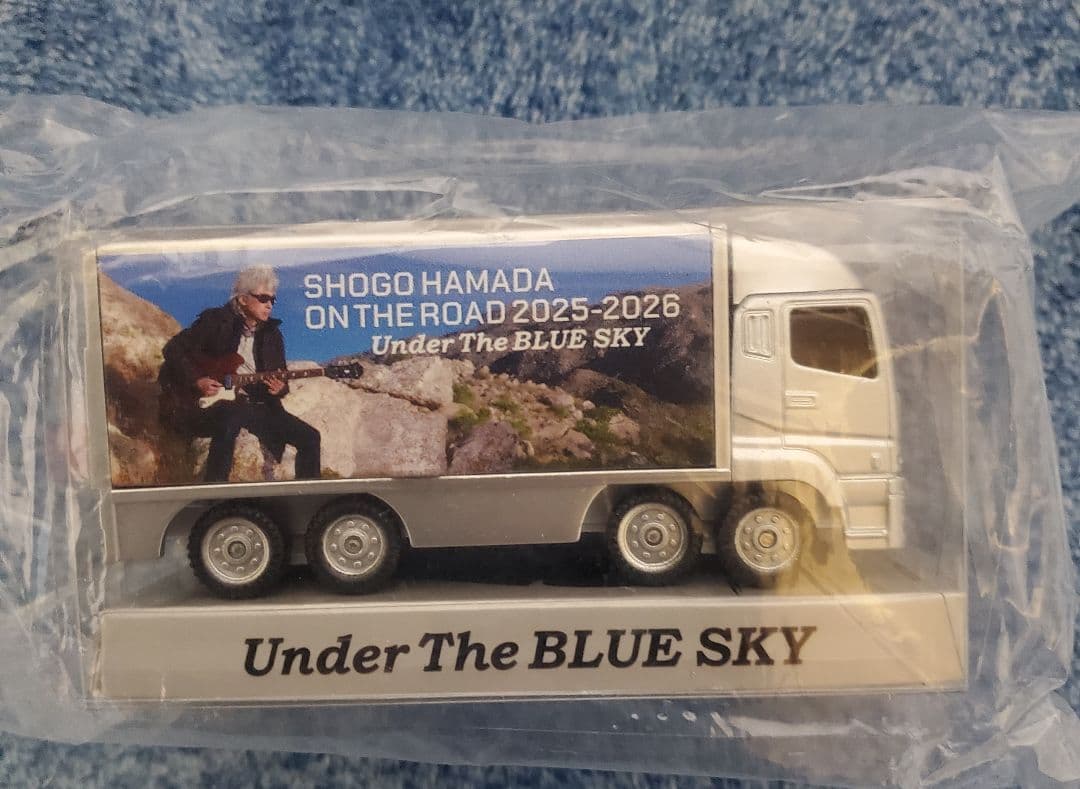 SHOGO HAMADA
ON THE ROAD 2025-2026
Under The BLUE SKY
Under The BLUE SKY